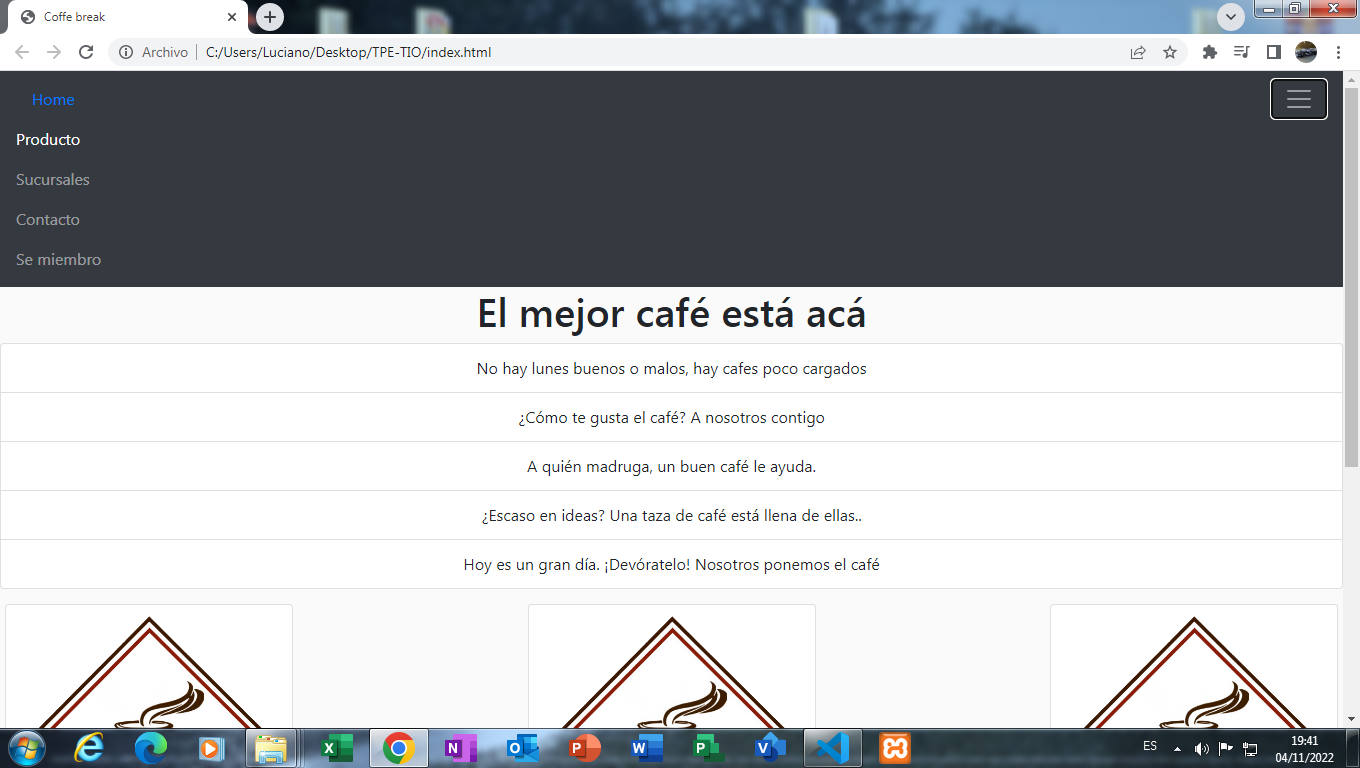 Coffe break
Archivo
C:/Users/Luciano/Desktop/TPE-TIO/index.html
Home
Producto
Sucursales
Contacto
Se miembro
El mejor café está acá
No hay lunes buenos o malos, hay cafes poco cargados
¿Cómo te gusta el café? A nosotros contigo
A quién madruga, un buen café le ayuda.
¿Escaso en ideas? Una taza de café está llena de ellas..
Hoy es un gran día. ¡Devóratelo! Nosotros ponemos el café
ES
19:41
04/11/2022